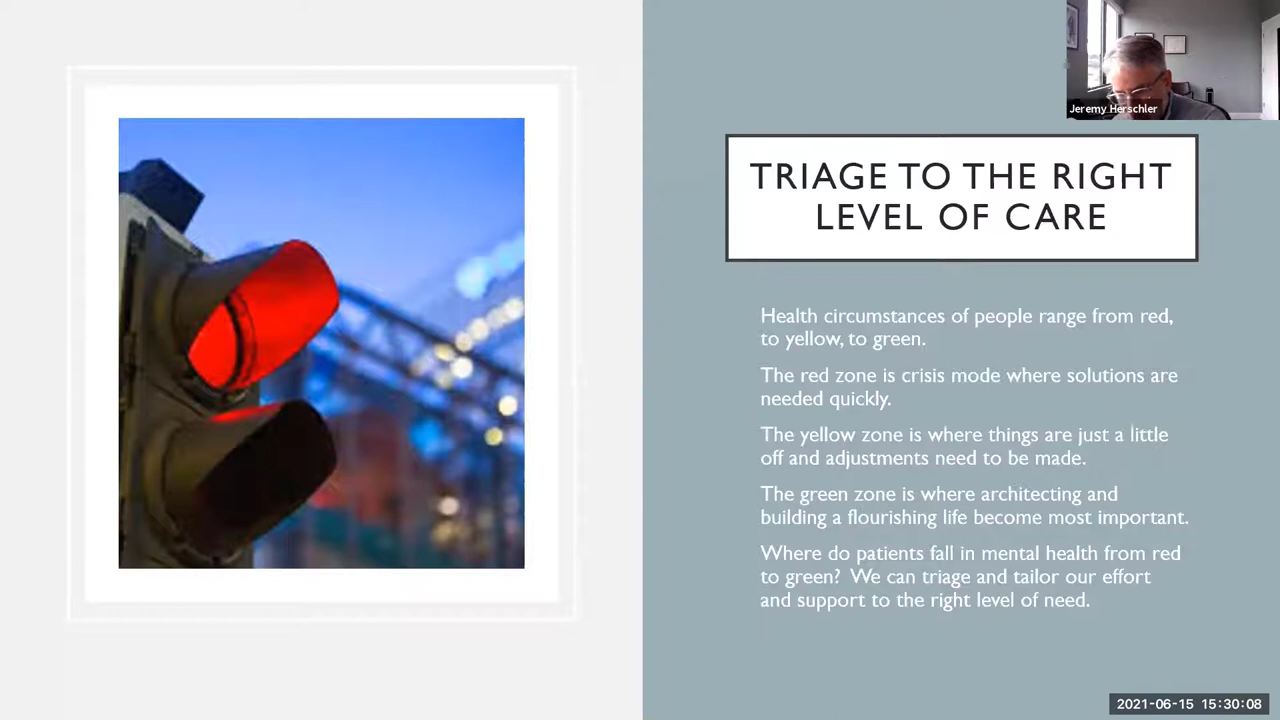 Jeremy Herschler
TRIAGE TO THE RIGHT
LEVEL OF CARE
Health circumstances of people range from red,
to yellow, to green.
The red zone is crisis mode where solutions are
needed quickly.
The yellow zone is where things are just a little
off and adjustments need to be made.
The green zone is where architecting and
building a flourishing life become most important.
Where do patients fall in mental health from red
to green?  We can triage and tailor our effort
and support to the right level of need.
2021-06-15 15:30:08